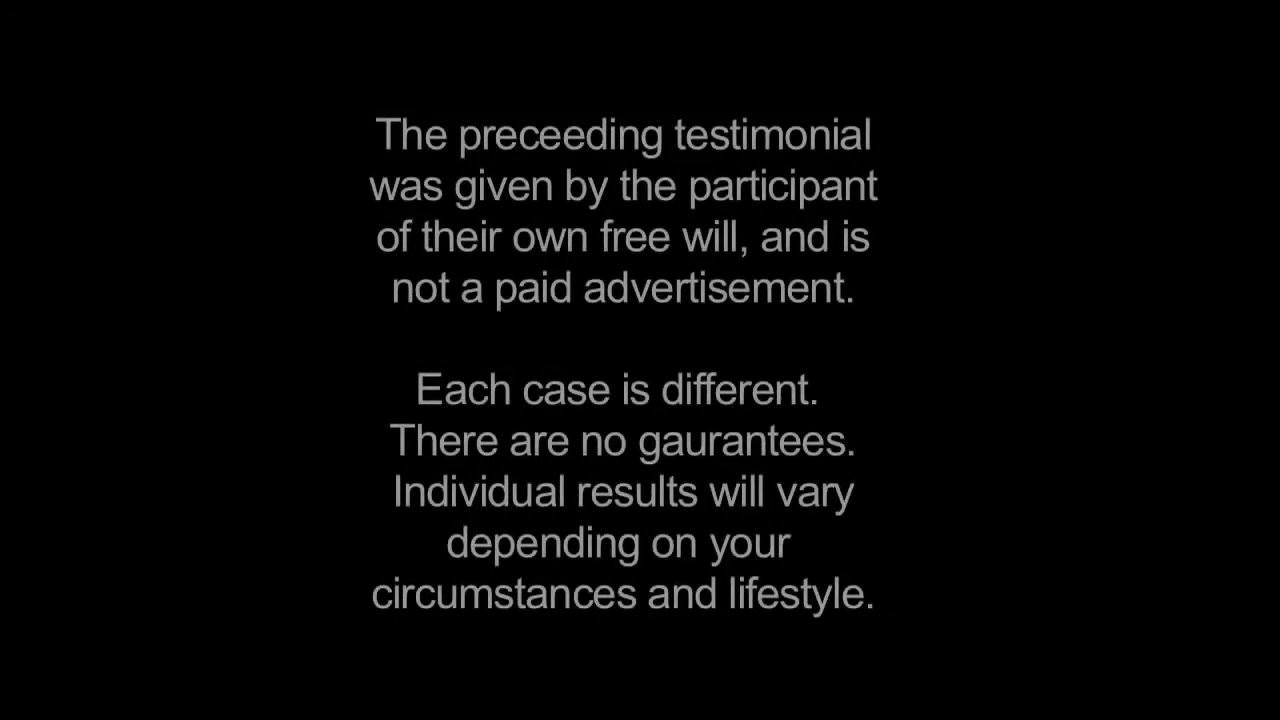 The preceeding testimonial
was given by the participant
of their own free will, and is
not a paid advertisement.
Each case is different.
There are no gaurantees.
Individual results will vary
depending on your
circumstances and lifestyle.